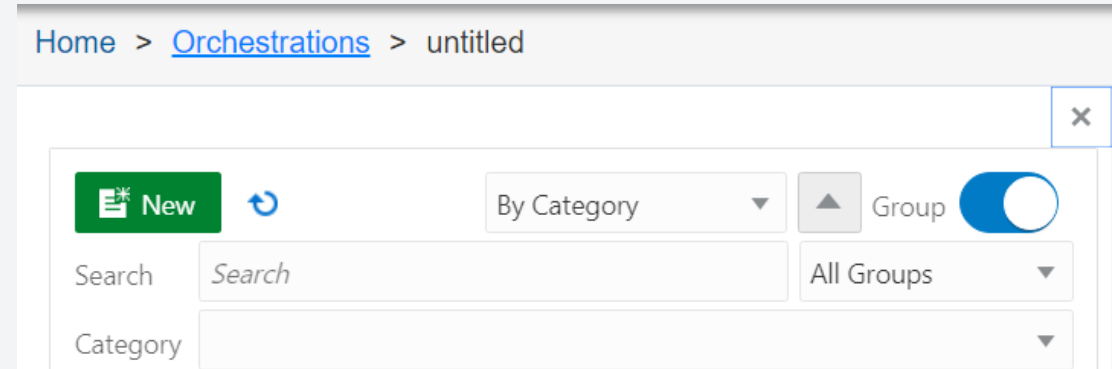 Home > Orchestrations > untitled
New By Category Group
Search Search All Groups
Category